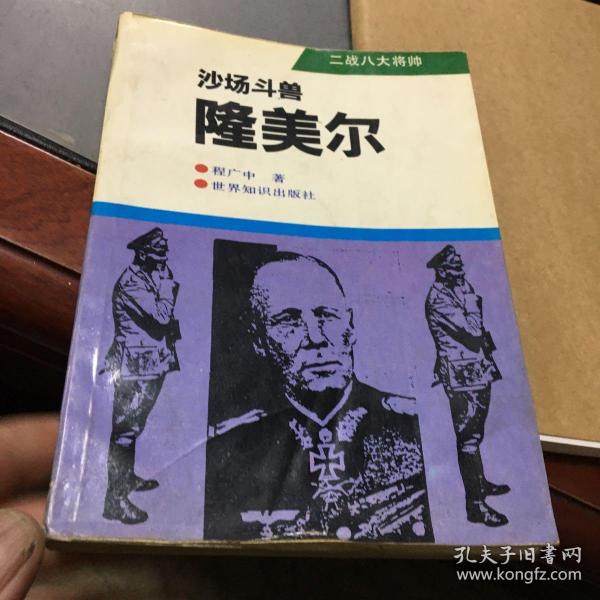 二战八大将帅
沙场斗兽
隆美尔
程广中 著
世界知识出版社
孔夫子旧书网
www.kongfz.com